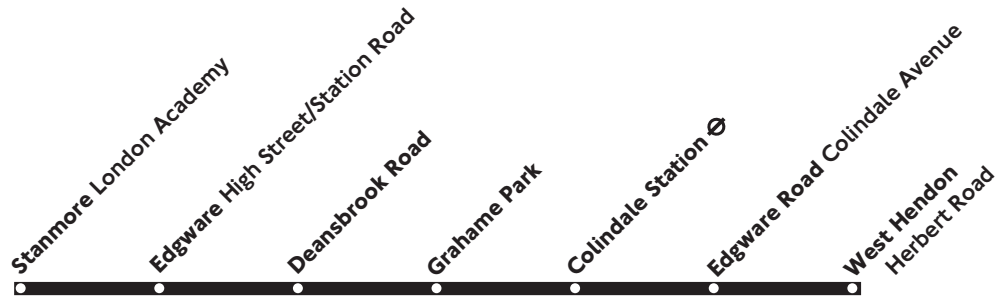 Stanmore London Academy
Edgware High Street/Station Road
Deansbrook Road
Grahame Park
Colindale Station
Edgware Road Colindale Avenue
West Hendon
Herbert Road